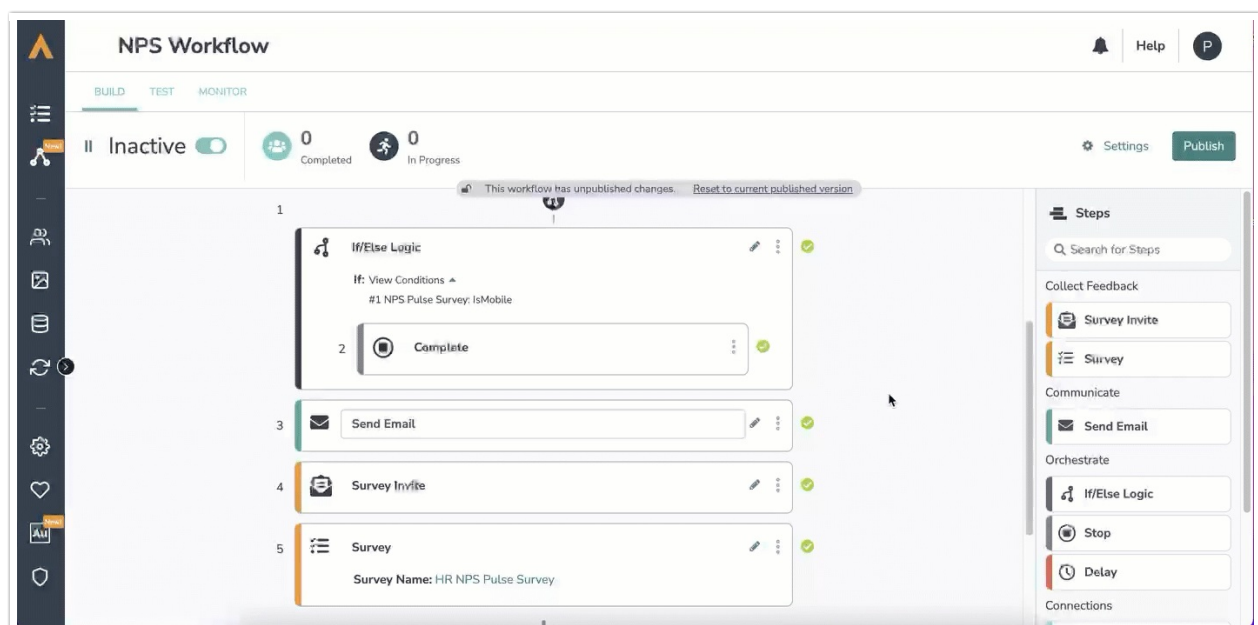 NPS Workflow
Help
P
BUILD TEST MONITOR
New!
Inactive
0
Completed
0
In Progress
Settings
Publish
This workflow has unpublished changes. Reset to current published version
1
If/Else Logic
If: View Conditions
#1 NPS Pulse Survey: IsMobile
2
Complete
3
Send Email
4
Survey Invite
5
Survey
Survey Name: HR NPS Pulse Survey
New!
Au
Steps
Search for Steps
Collect Feedback
Survey Invite
Survey
Communicate
Send Email
Orchestrate
If/Else Logic
Stop
Delay
Connections